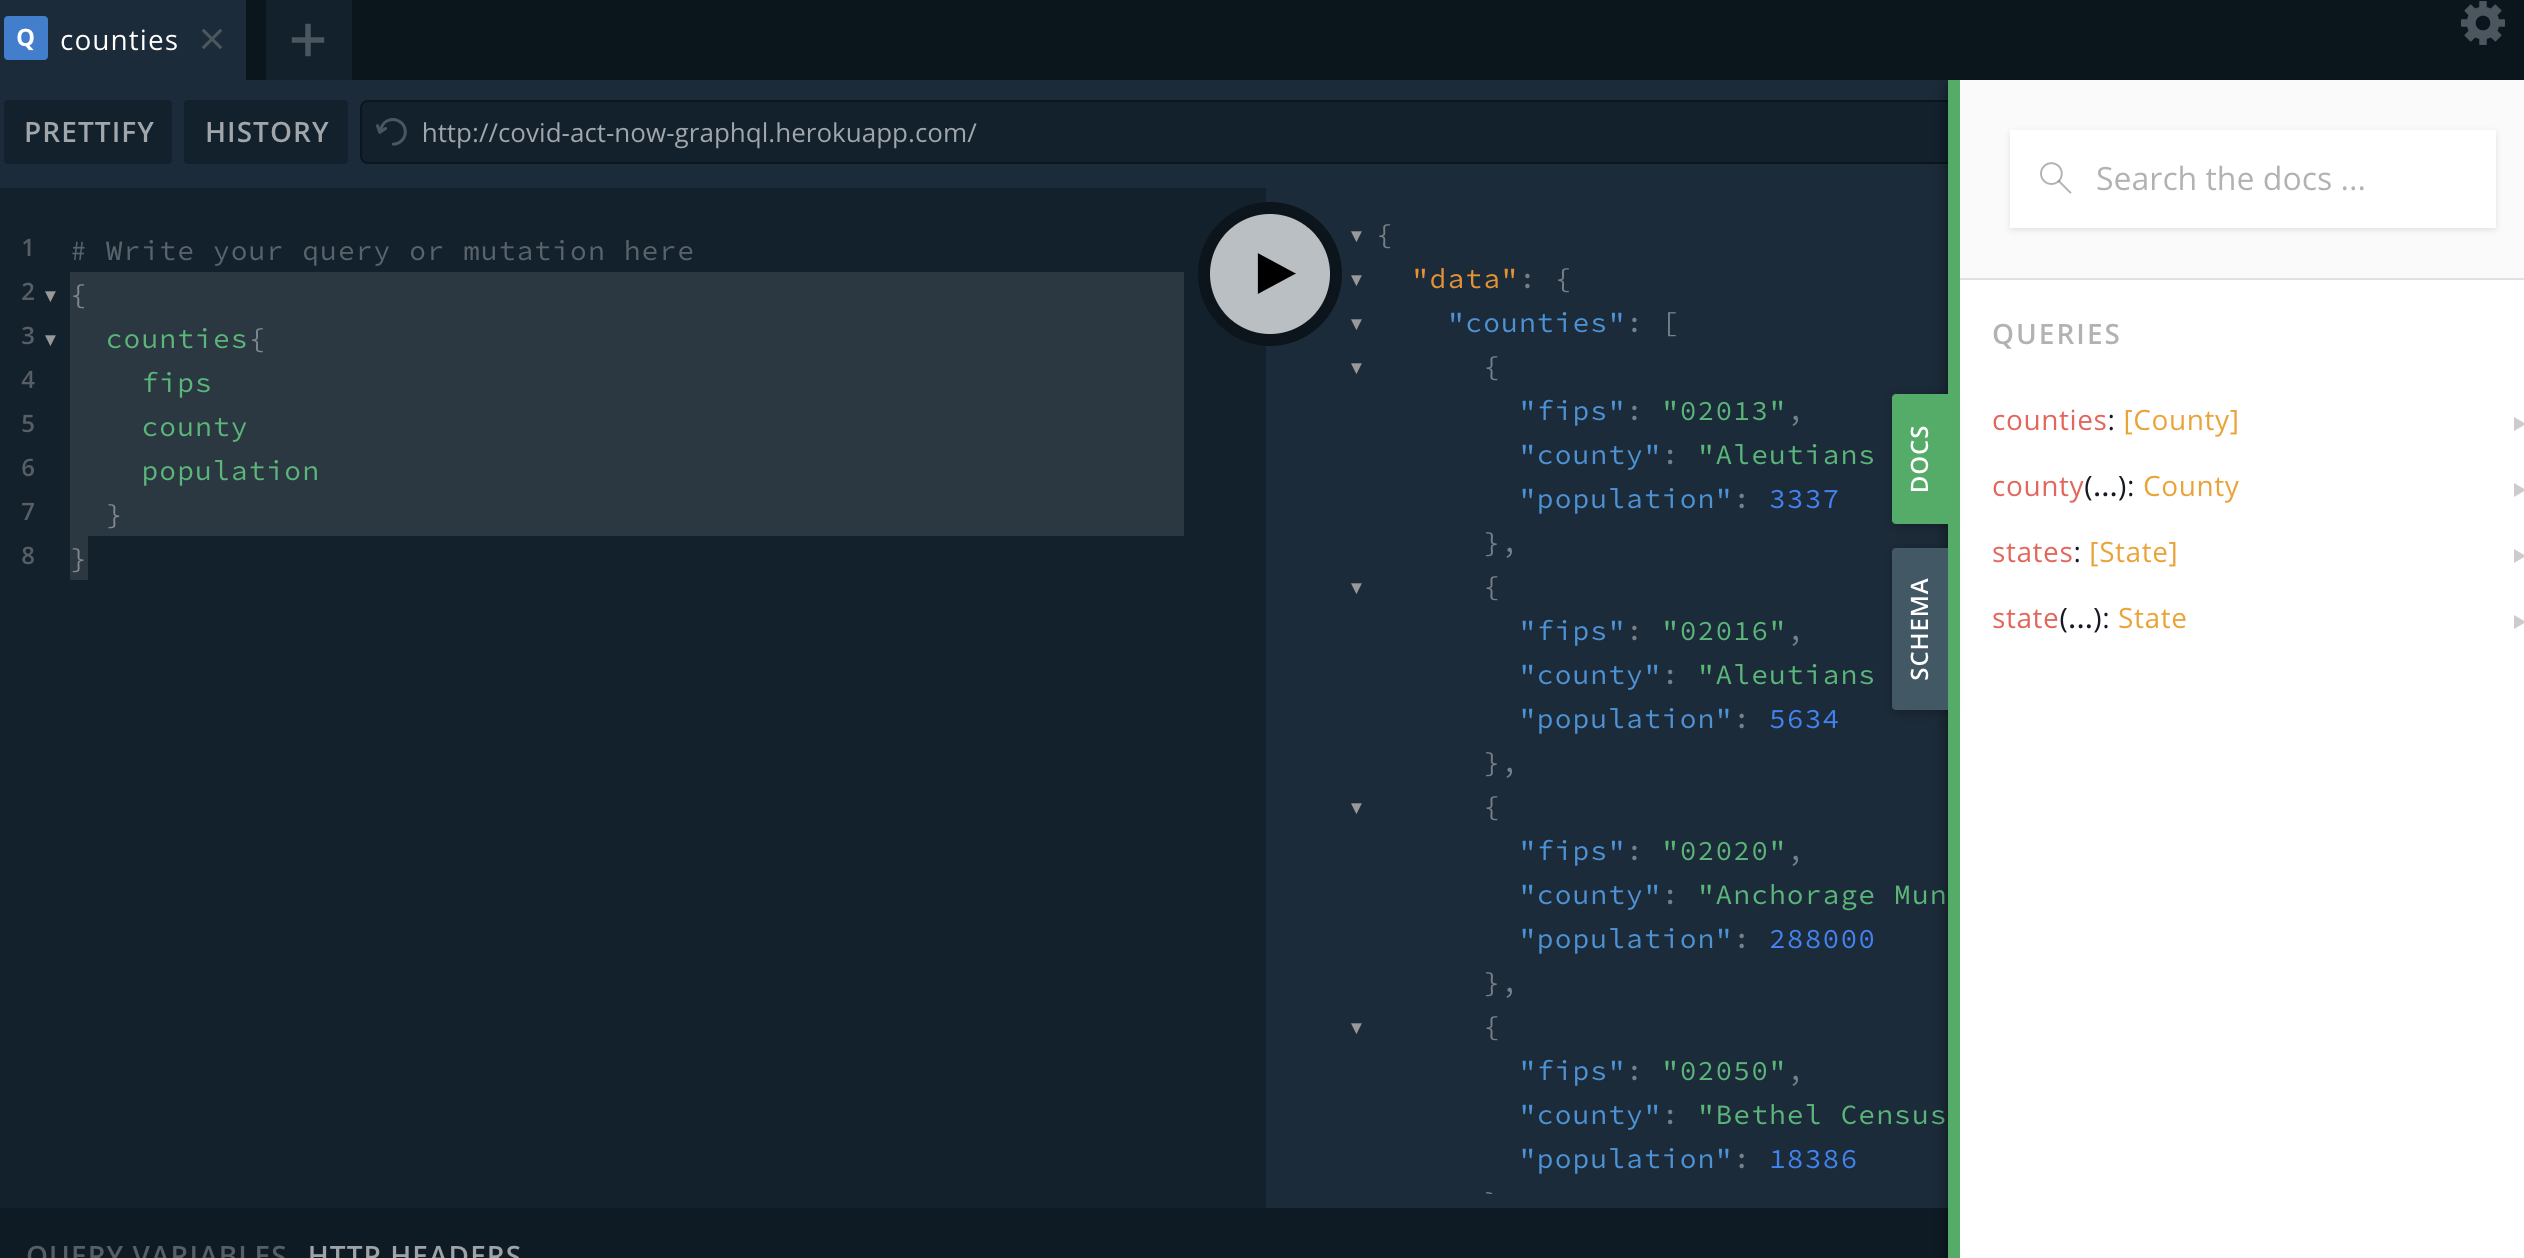 Q counties
PRETTIFY HISTORY http://covid-act-now-graphql.herokuapp.com/
1 # Write your query or mutation here
2 {
3 counties{
4 fips
5 county
6 population
7 }
8 }
{
"data": {
"counties": [
{
"fips": "02013",
"county": "Aleutians
"population": 3337
},
{
"fips": "02016",
"county": "Aleutians
"population": 5634
},
{
"fips": "02020",
"county": "Anchorage Mun
"population": 288000
},
{
"fips": "02050",
"county": "Bethel Census
"population": 18386
DOCS
SCHEMA
Search the docs ...
QUERIES
counties: [County]
county(...): County
states: [State]
state(...): State
QUERY VARIABLES HTTP HEADERS